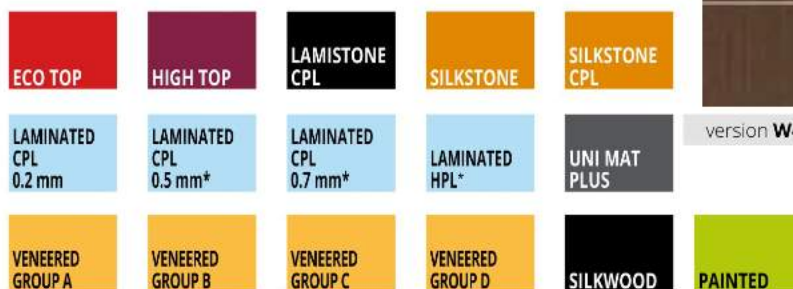 ECO TOP
HIGH TOP
LAMISTONE
CPL
SILKSTONE
SILKSTONE
CPL
LAMINATED
CPL
0.2 mm
LAMINATED
CPL
0.5 mm*
LAMINATED
CPL
0.7 mm*
LAMINATED
HPL*
UNI MAT
PLUS
version
VENEERED
GROUP A
VENEERED
GROUP B
VENEERED
GROUP C
VENEERED
GROUP D
SILKWOOD
PAINTED